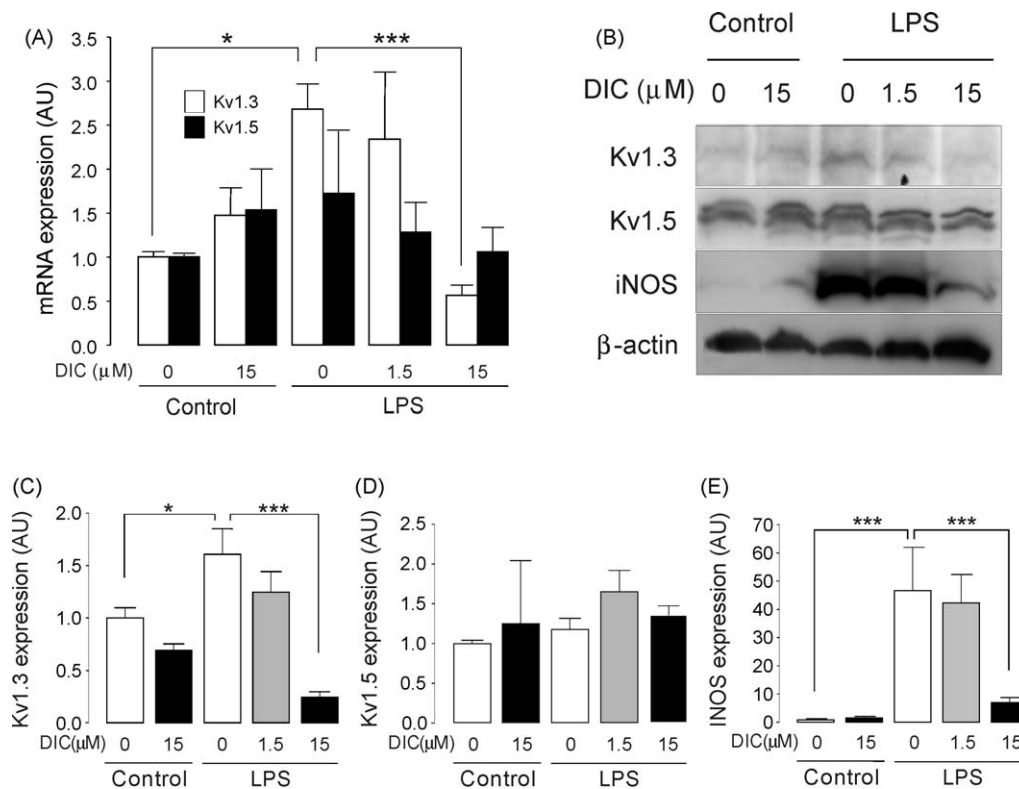 (A)
* ***
mRNA expression (AU)
3.5
3.0
2.5
2.0
1.5
1.0
0.5
0.0
Kv1.3
Kv1.5
DIC (μM) 0 15 0 1.5 15
Control LPS
(B)
Control LPS
DIC (μM) 0 15 0 1.5 15
Kv1.3
Kv1.5
iNOS
β-actin
(C)
* ***
Kv1.3 expression (AU)
2.0
1.5
1.0
0.5
0.0
DIC(μM) 0 15 0 1.5 15
Control LPS
(D)
Kv1.5 expression (AU)
2.5
2.0
1.5
1.0
0.5
0.0
DIC(μM) 0 15 0 1.5 15
Control LPS
(E)
*** ***
INOS expression (AU)
70
60
50
40
30
20
10
0
DIC(μM) 0 15 0 1.5 15
Control LPS